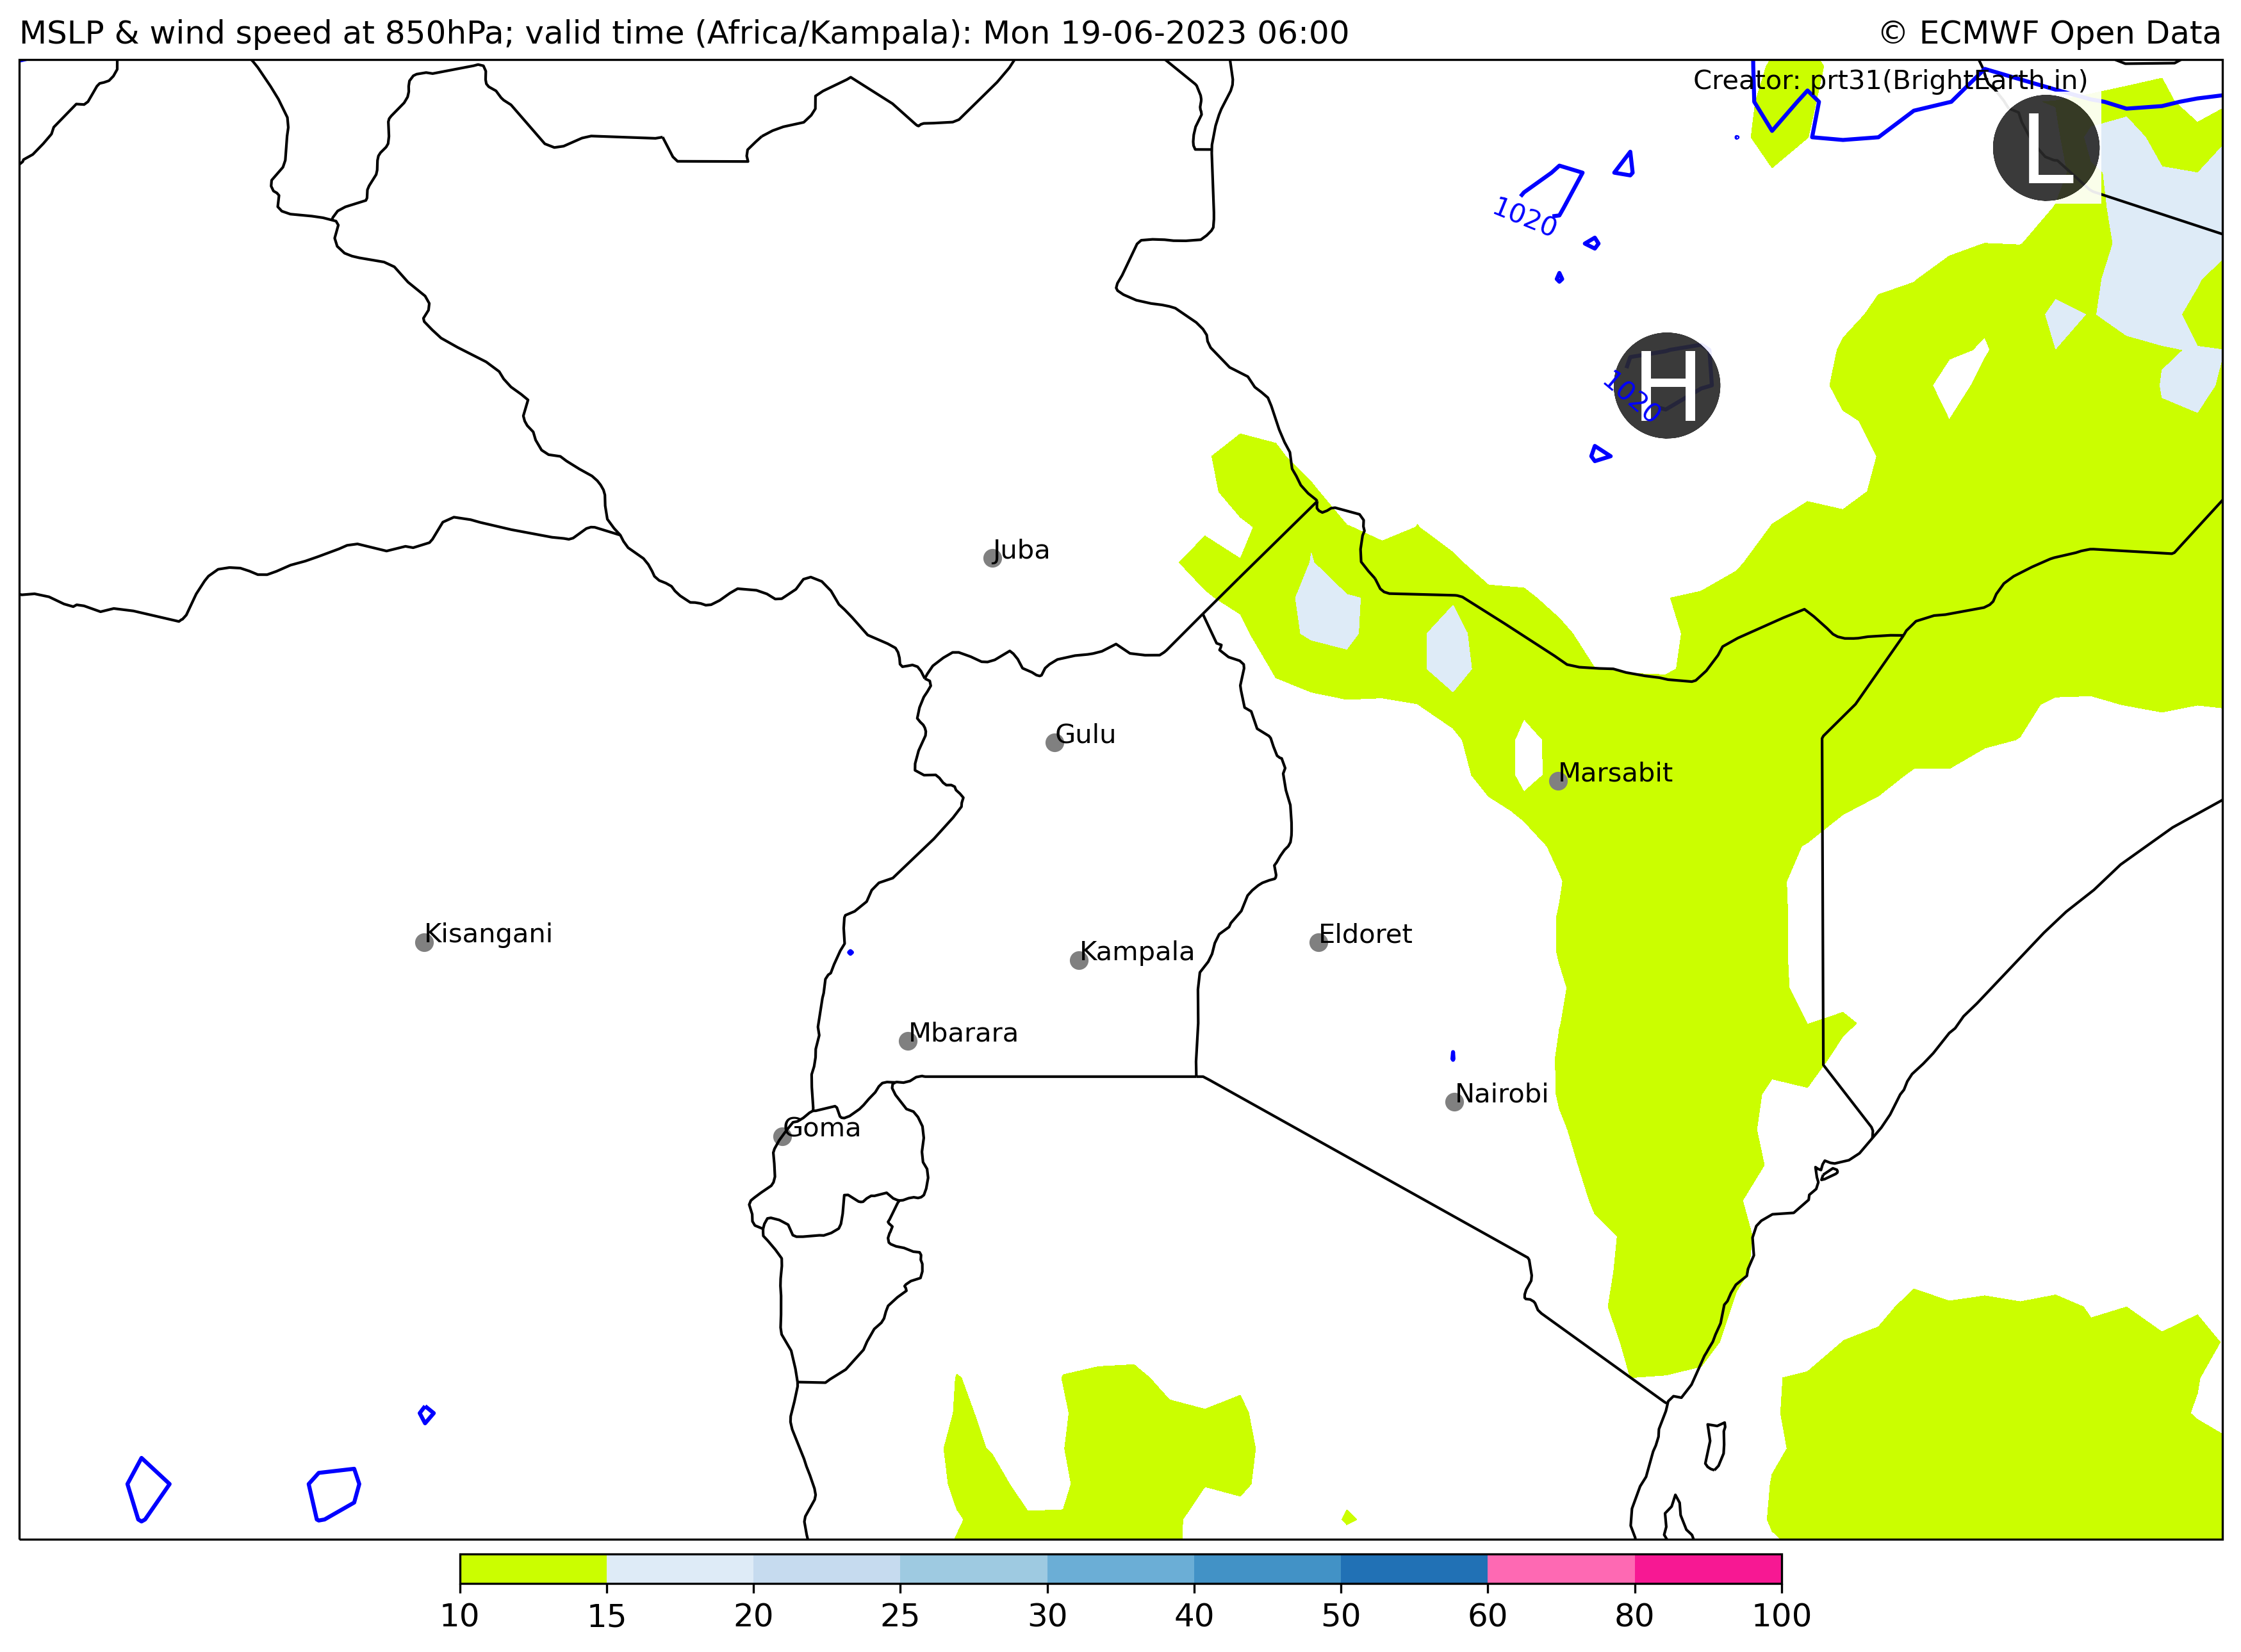 MSLP & wind speed at 850hPa; valid time (Africa/Kampala): Mon 19-06-2023 06:00
© ECMWF Open Data
Creator: prt31(BrightEarth.in)
L
1020
H
1020
Juba
Gulu
Marsabit
Kisangani
Eldoret
Kampala
Mbarara
Nairobi
Goma
10 15 20 25 30 40 50 60 80 100